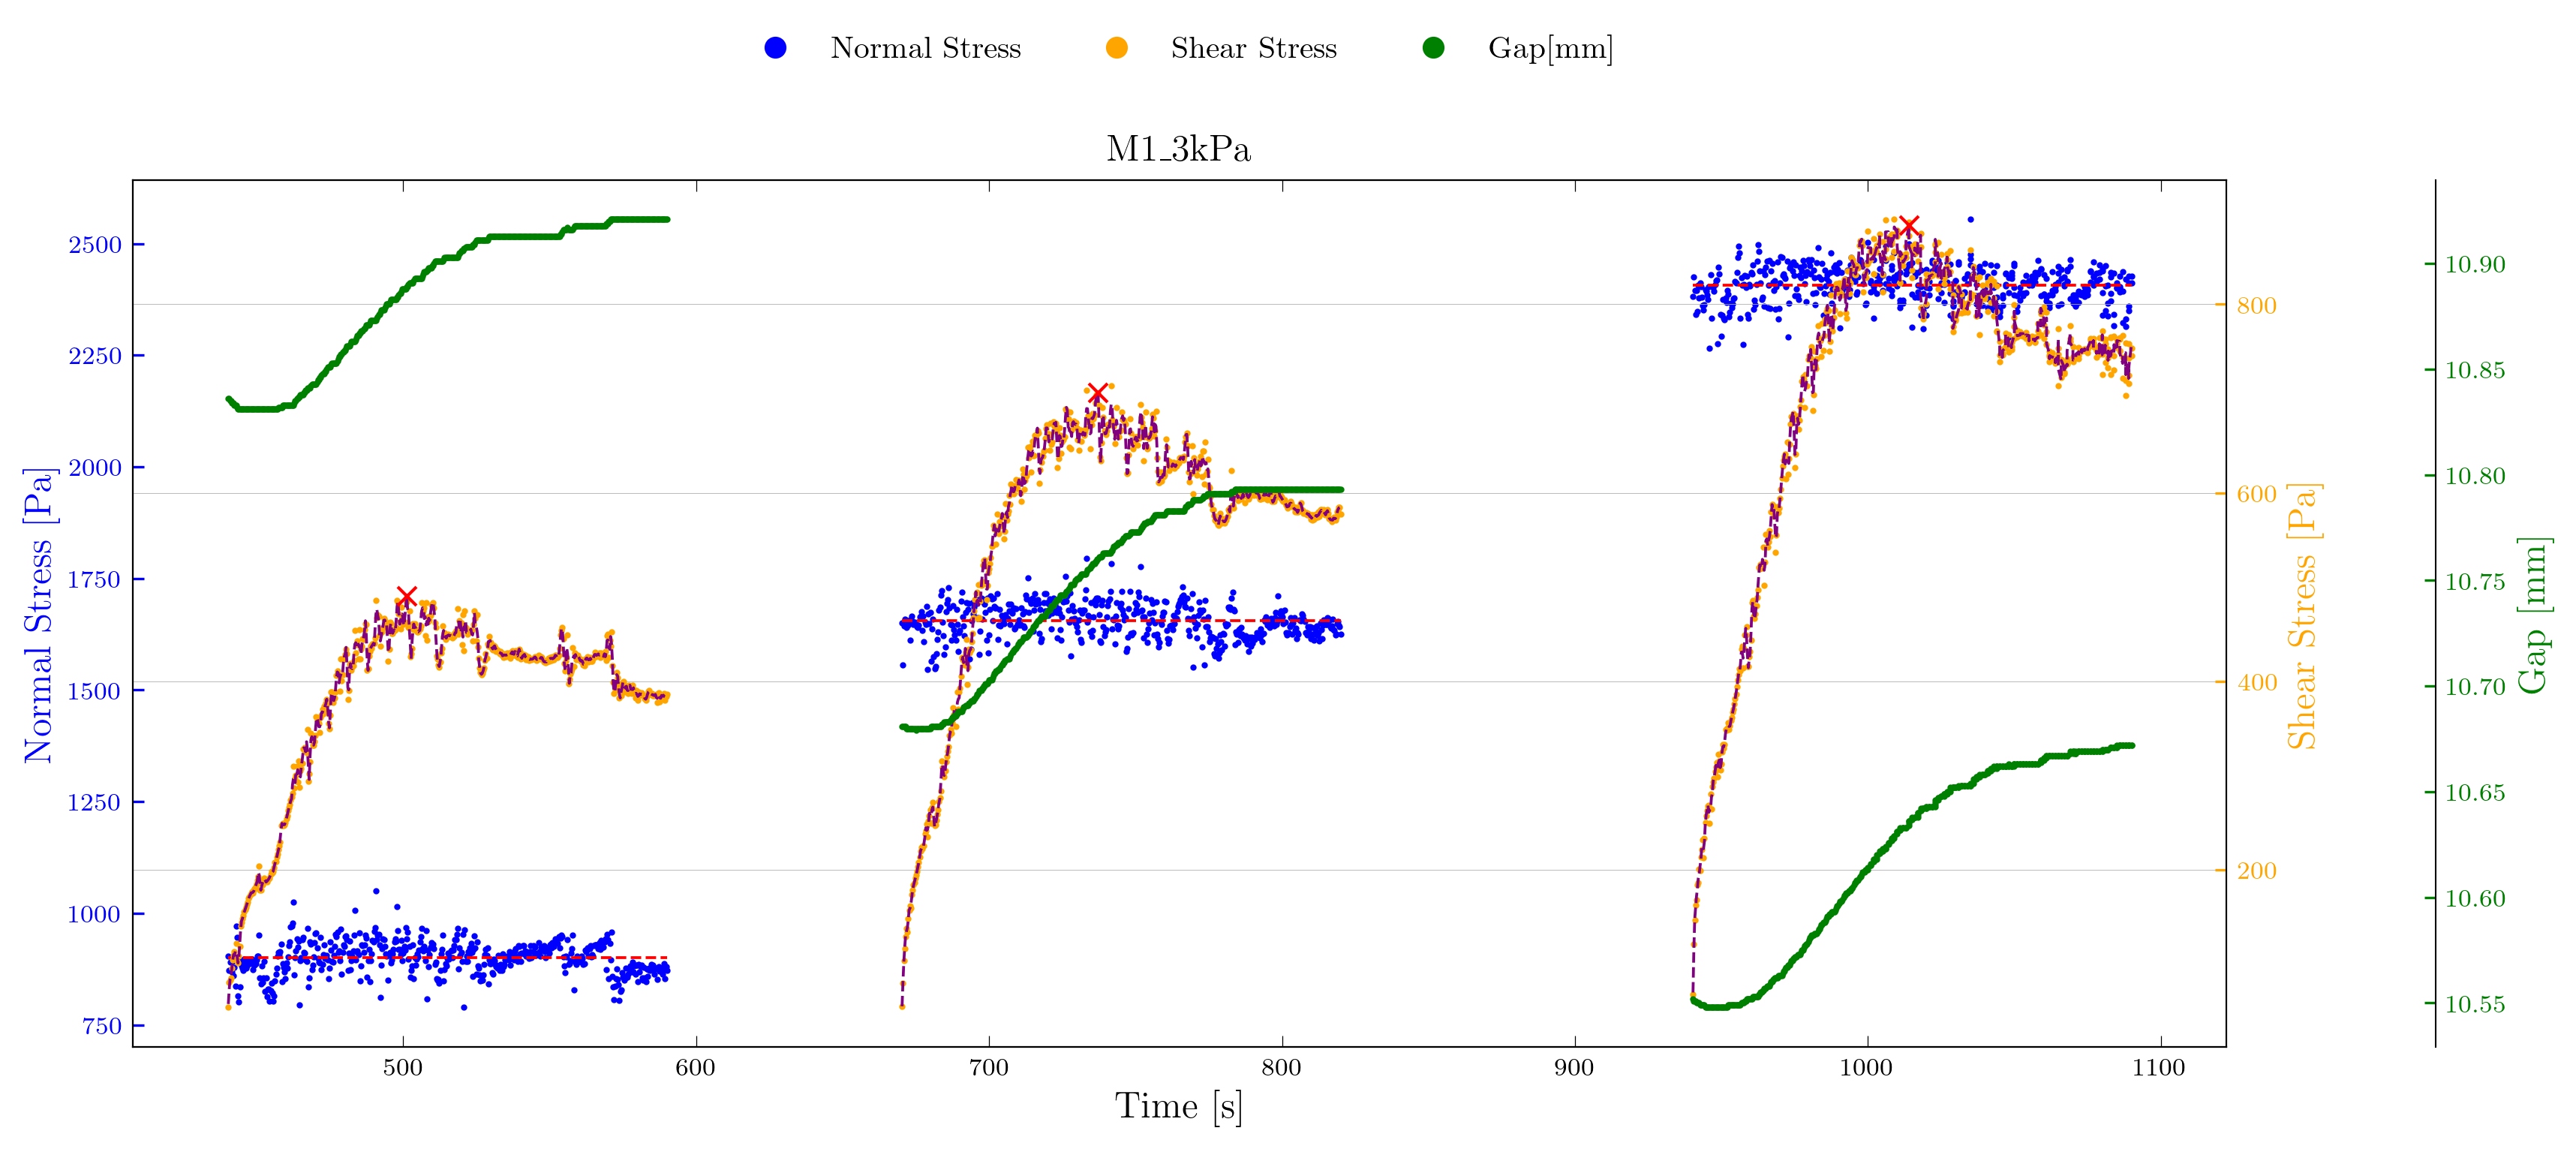 Normal Stress Shear Stress Gap[mm]
M1_3kPa
Normal Stress [Pa]
2500
2250
2000
1750
1500
1250
1000
750
500 600 700 800 900 1000 1100
Time [s]
800
600
400
200
Shear Stress [Pa]
10.90
10.85
10.80
10.75
10.70
10.65
10.60
10.55
Gap [mm]